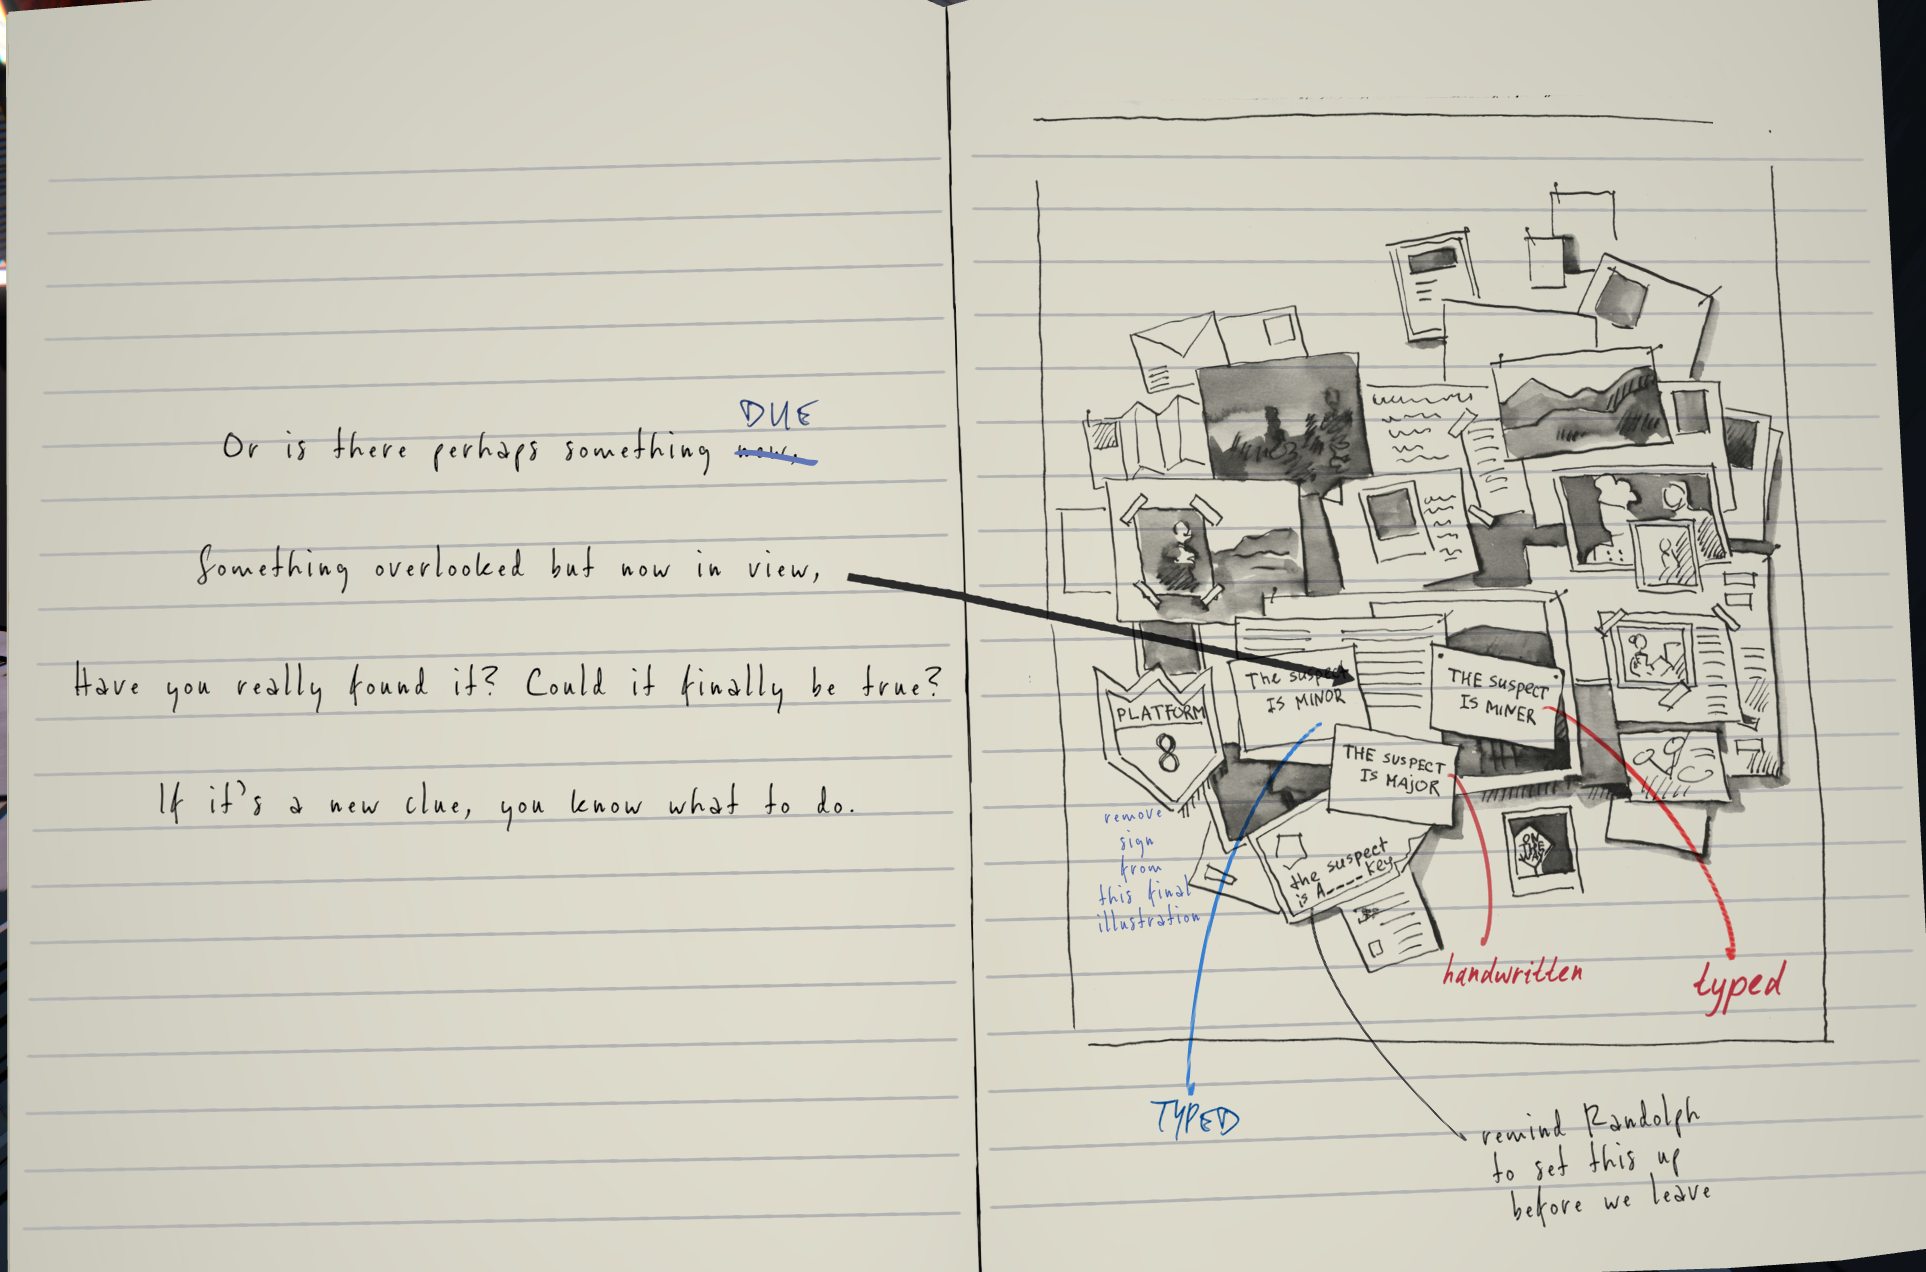 DUE
Or is there perhaps something now,
Something overlooked but now in view,
Have you really found it? Could it finally be true?
If it's a new clue, you know what to do.
The suspect
IS MINOR
THE suspect
IS MINER
PLATFORM
8
THE SUSPECT
IS MAJOR
remove
sign
from
this final
illustration
the suspect
is A_____ key
ON
THE
WAY
handwritten
typed
TYPED
remind Randolph
to set this up
before we leave